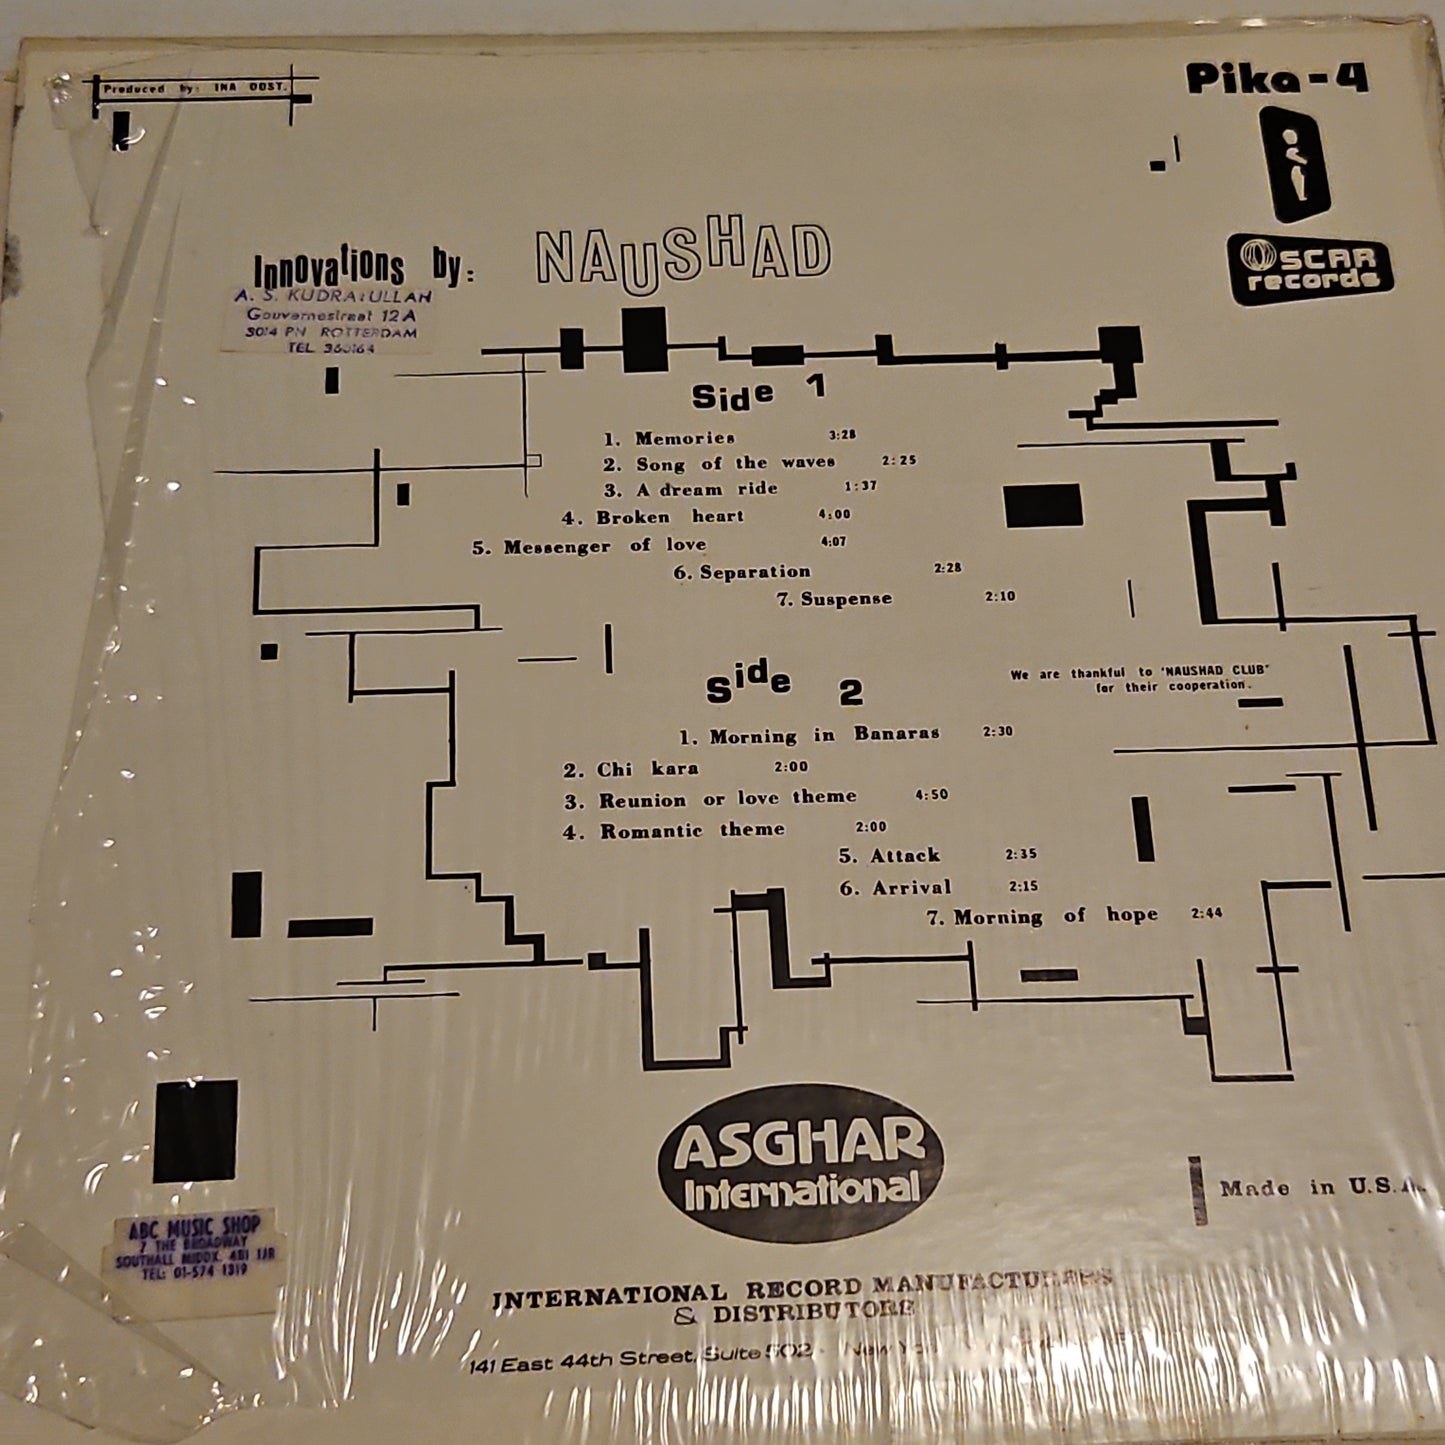 Produced by: INA OOST.
Pika-4
OSCAR
records
Innovations by: NAUSHAD
A. S. KUDRATULLAH
Gouvernestraat 12A
3014 PN ROTTERDAM
TEL.
Side 1
1. Memories 3:28
2. Song of the waves 2:25
3. A dream ride 1:37
4. Broken heart 4:00
5. Messenger of love 4:07
6. Separation 2:28
7. Suspense 2:10
We are thankful to 'NAUSHAD CLUB'
for their cooperation.
Side 2
1. Morning in Banaras 2:30
2. Chi kara 2:00
3. Reunion or love theme 4:50
4. Romantic theme 2:00
5. Attack 2:35
6. Arrival 2:15
7. Morning of hope 2:44
ASGHAR
International
Made in U.S.A.
ABC MUSIC SHOP
7 THE BROADWAY
SOUTHALL MIDDX. 1JR
TEL: 01-574 1319
INTERNATIONAL RECORD MANUFACTURERS
& DISTRIBUTORS
141 East 44th Street, Suite 502 - New